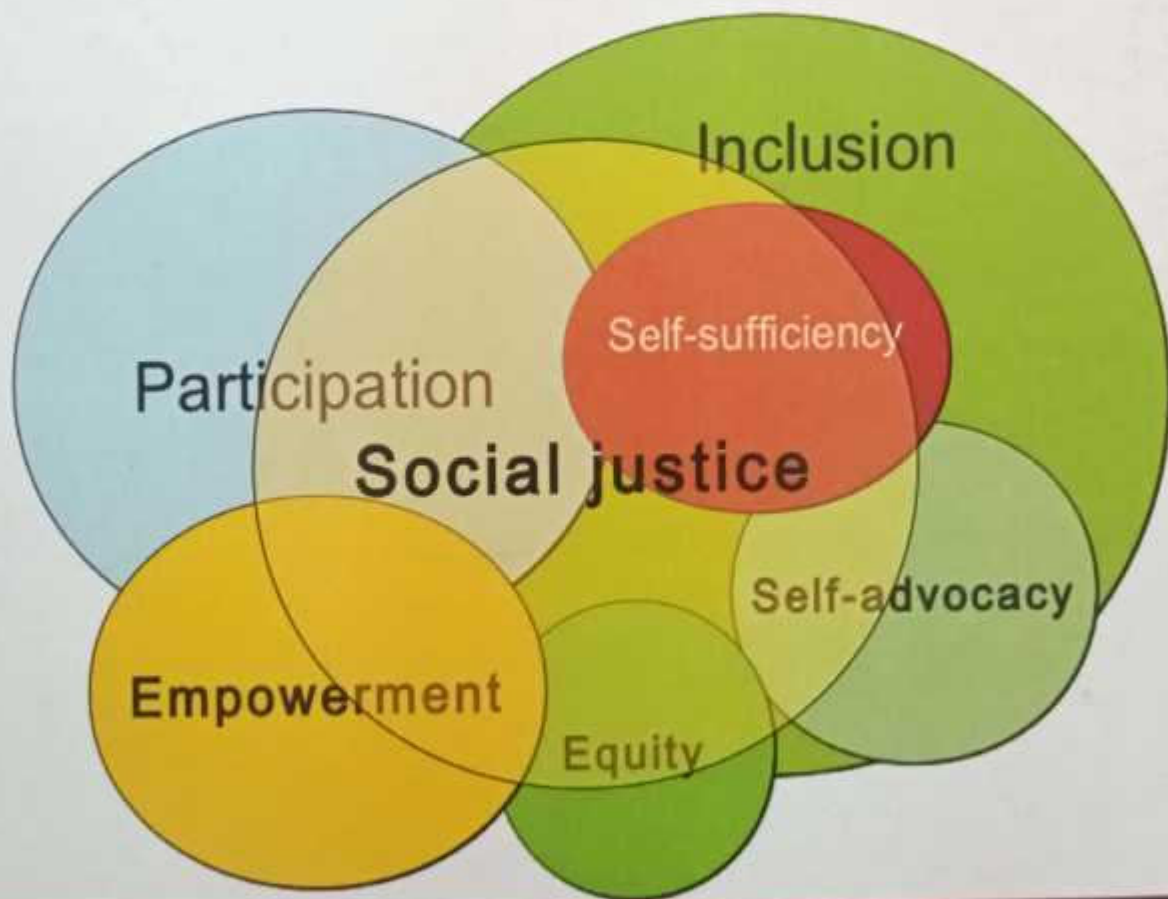 Inclusion
Self-sufficiency
Participation
Social justice
Self-advocacy
Empowerment
Equity